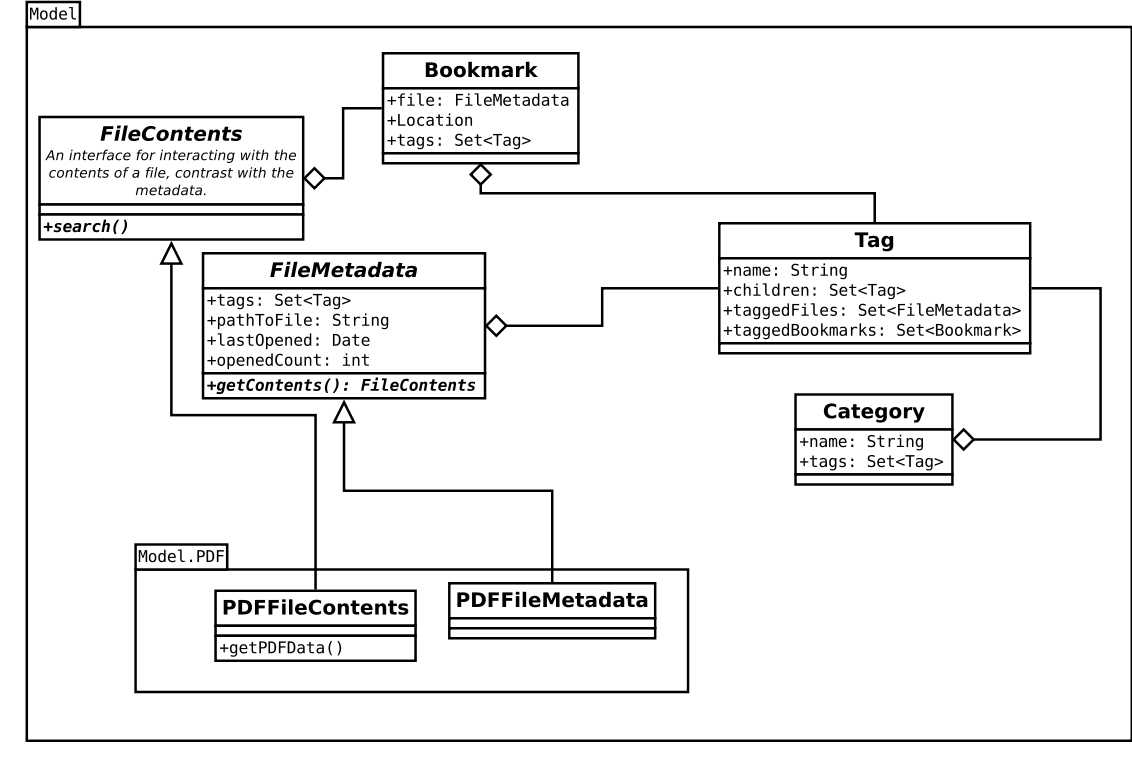 Model
Bookmark
+file: FileMetadata
+Location
+tags: Set<Tag>
FileContents
An interface for interacting with the
contents of a file, contrast with the
metadata.
+search()
Tag
+name: String
+children: Set<Tag>
+taggedFiles: Set<FileMetadata>
+taggedBookmarks: Set<Bookmark>
FileMetadata
+tags: Set<Tag>
+pathToFile: String
+lastOpened: Date
+openedCount: int
+getContents(): FileContents
Category
+name: String
+tags: Set<Tag>
Model.PDF
PDFFileContents
+getPDFData()
PDFFileMetadata